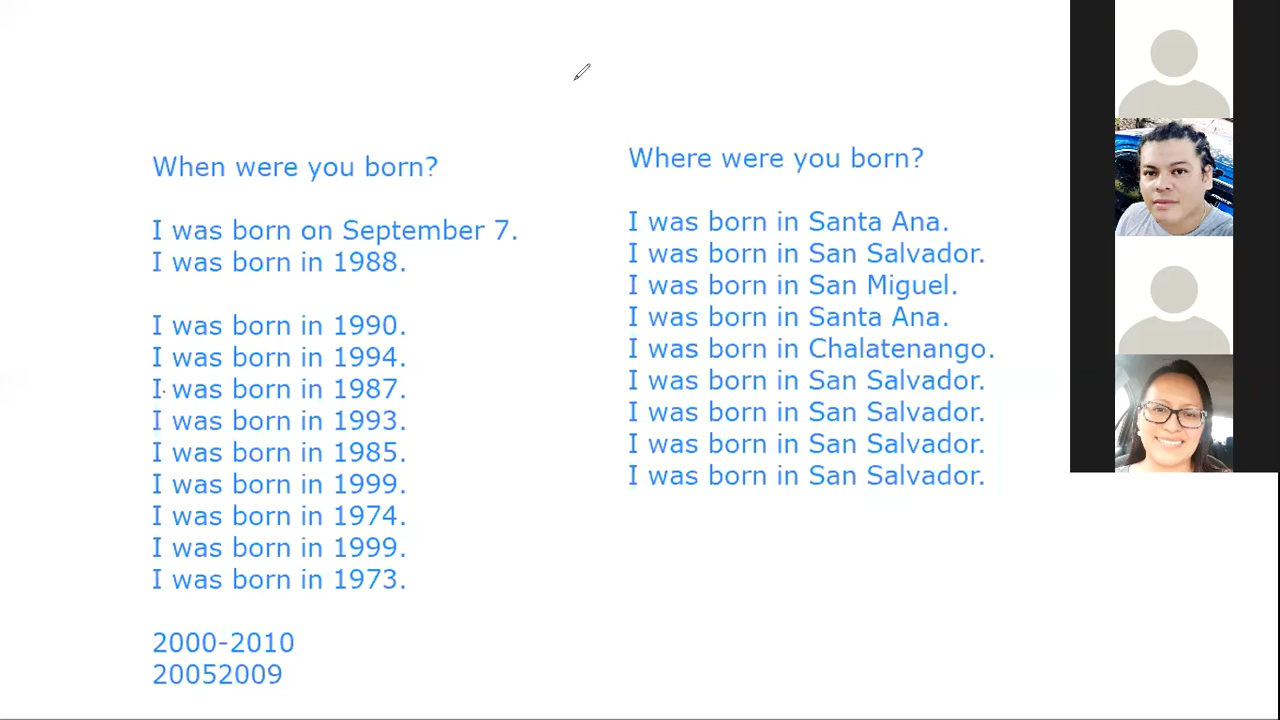 When were you born?
I was born on September 7.
I was born in 1988.
I was born in 1990.
I was born in 1994.
I was born in 1987.
I was born in 1993.
I was born in 1985.
I was born in 1999.
I was born in 1974.
I was born in 1999.
I was born in 1973.
2000-2010
20052009
Where were you born?
I was born in Santa Ana.
I was born in San Salvador.
I was born in San Miguel.
I was born in Santa Ana.
I was born in Chalatenango.
I was born in San Salvador.
I was born in San Salvador.
I was born in San Salvador.
I was born in San Salvador.